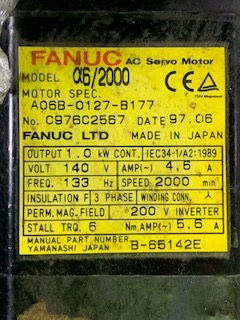 FANUC AC Servo Motor
MODEL α6/2000
MOTOR SPEC.
A06B-0127-B177
No. C976C2567 DATE 97.06
FANUC LTD MADE IN JAPAN
OUTPUT 1.0 kW CONT. IEC34-1/A2:1989
VOLT 140 V AMP(~) 4.5 A
FREQ. 133 Hz SPEED 2000 min
INSULATION F 3 PHASE WINDING CONN.
PERM.MAG.FIELD 200 V INVERTER
STALL TRQ. 6 Nm,AMP(~) 5.6 A
MANUAL PART NUMBER B-65142E
YAMANASHI JAPAN